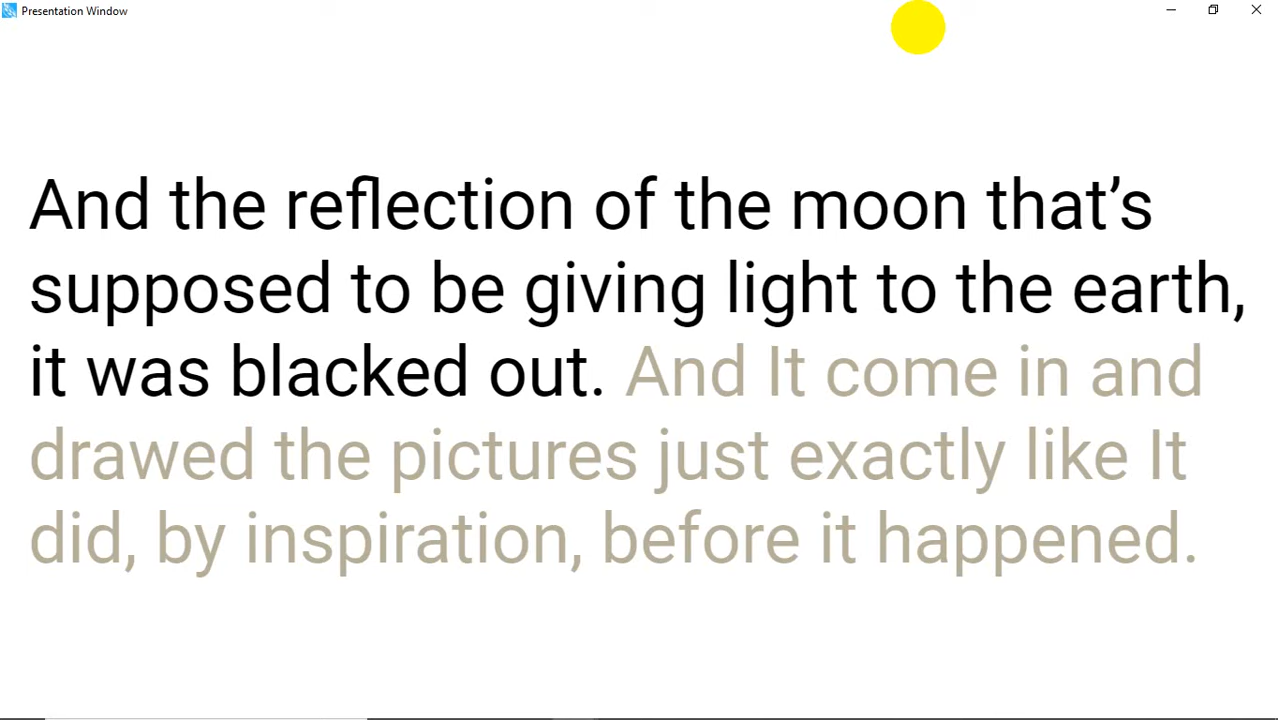 Presentation Window
And the reflection of the moon that’s
supposed to be giving light to the earth,
it was blacked out. And It come in and
drawed the pictures just exactly like It
did, by inspiration, before it happened.